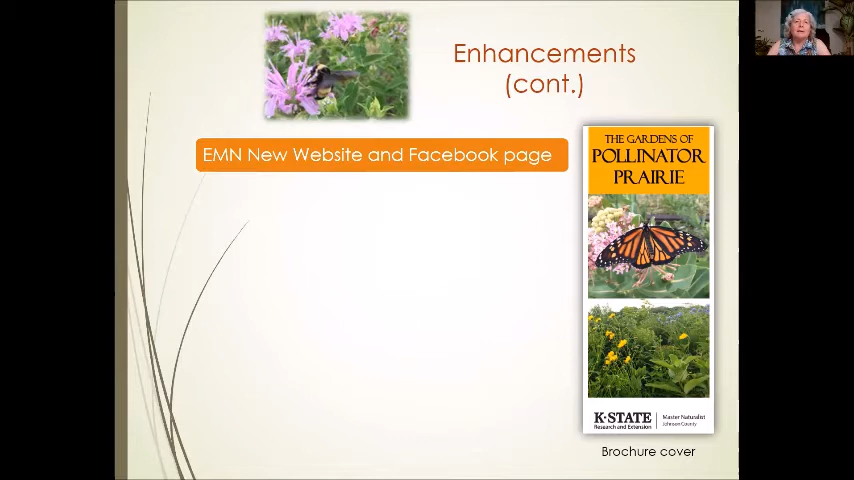 Enhancements
(cont.)
EMN New Website and Facebook page
THE GARDENS OF
POLLINATOR
PRAIRIE
K·STATE
Research and Extension
Master Naturalist
Johnson County
Brochure cover